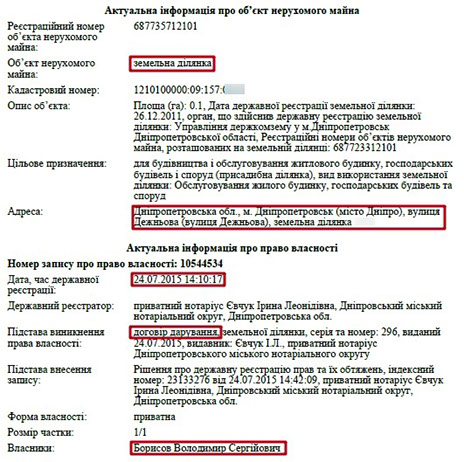 Актуальна інформація про об’єкт нерухомого майна
Реєстраційний номер 687735712101
об’єкта нерухомого
майна:
Об’єкт нерухомого земельна ділянка
майна:
Кадастровий номер: 1210100000:09:157:0
Опис об’єкта: Площа (га): 0.1, Дата державної реєстрації земельної ділянки:
26.12.2011, орган, що здійснив державну реєстрацію земельної
ділянки: Управління держкомзему у м.Дніпропетровськ
Дніпропетровської області, Реєстраційні номери об’єктів нерухомого
майна, розташованих на земельній ділянці: 687723312101
Цільове призначення: для будівництва і обслуговування житлового будинку, господарських
будівель і споруд (присадибна ділянка), вид використання земельної
ділянки: Обслуговування жилого будинку, господарських будівель та
споруд
Адреса: Дніпропетровська обл., м. Дніпропетровськ (місто Дніпро), вулиця
Дежньова (вулиця Дежньова), земельна ділянка
Актуальна інформація про право власності
Номер запису про право власності: 10544534
Дата, час державної 24.07.2015 14:10:17
реєстрації:
Державний реєстратор: приватний нотаріус Євчук Ірина Леонідівна, Дніпровський міський
нотаріальний округ, Дніпропетровська обл.
Підстава виникнення договір дарування, земельної ділянки, серія та номер: 296, виданий
права власності: 24.07.2015, видавник: Євчук І.Л., приватний нотаріус
Дніпропетровського міського нотаріального округу
Підстава внесення Рішення про державну реєстрацію прав та їх обтяжень, індексний
запису: номер: 23133276 від 24.07.2015 14:42:09, приватний нотаріус Євчук
Ірина Леонідівна, Дніпровський міський нотаріальний округ,
Дніпропетровська обл.
Форма власності: приватна
Розмір частки: 1/1
Власники: Борисов Володимир Сергійович